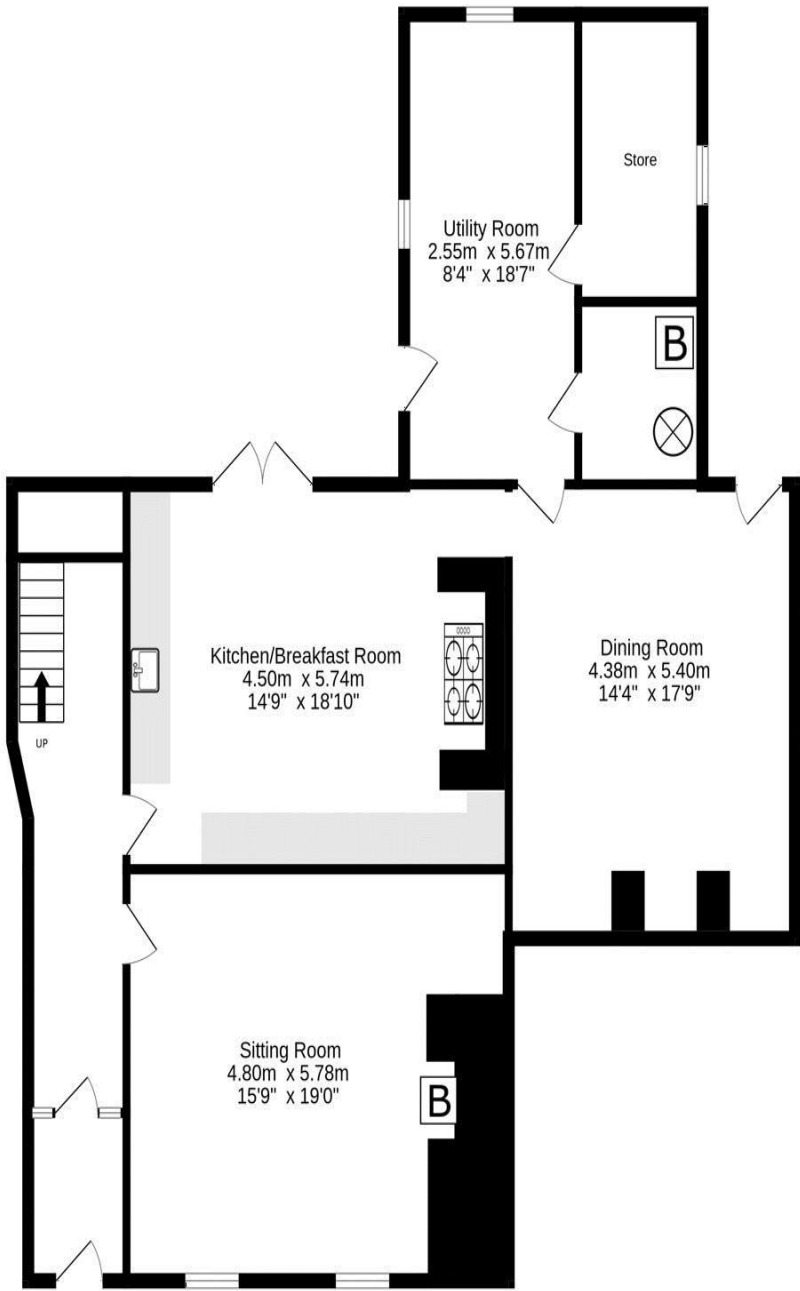 Store
Utility Room
2.55m x 5.67m
8'4" x 18'7"
B
Kitchen/Breakfast Room
4.50m x 5.74m
14'9" x 18'10"
Dining Room
4.38m x 5.40m
14'4" x 17'9"
UP
Sitting Room
4.80m x 5.78m
15'9" x 19'0"
B